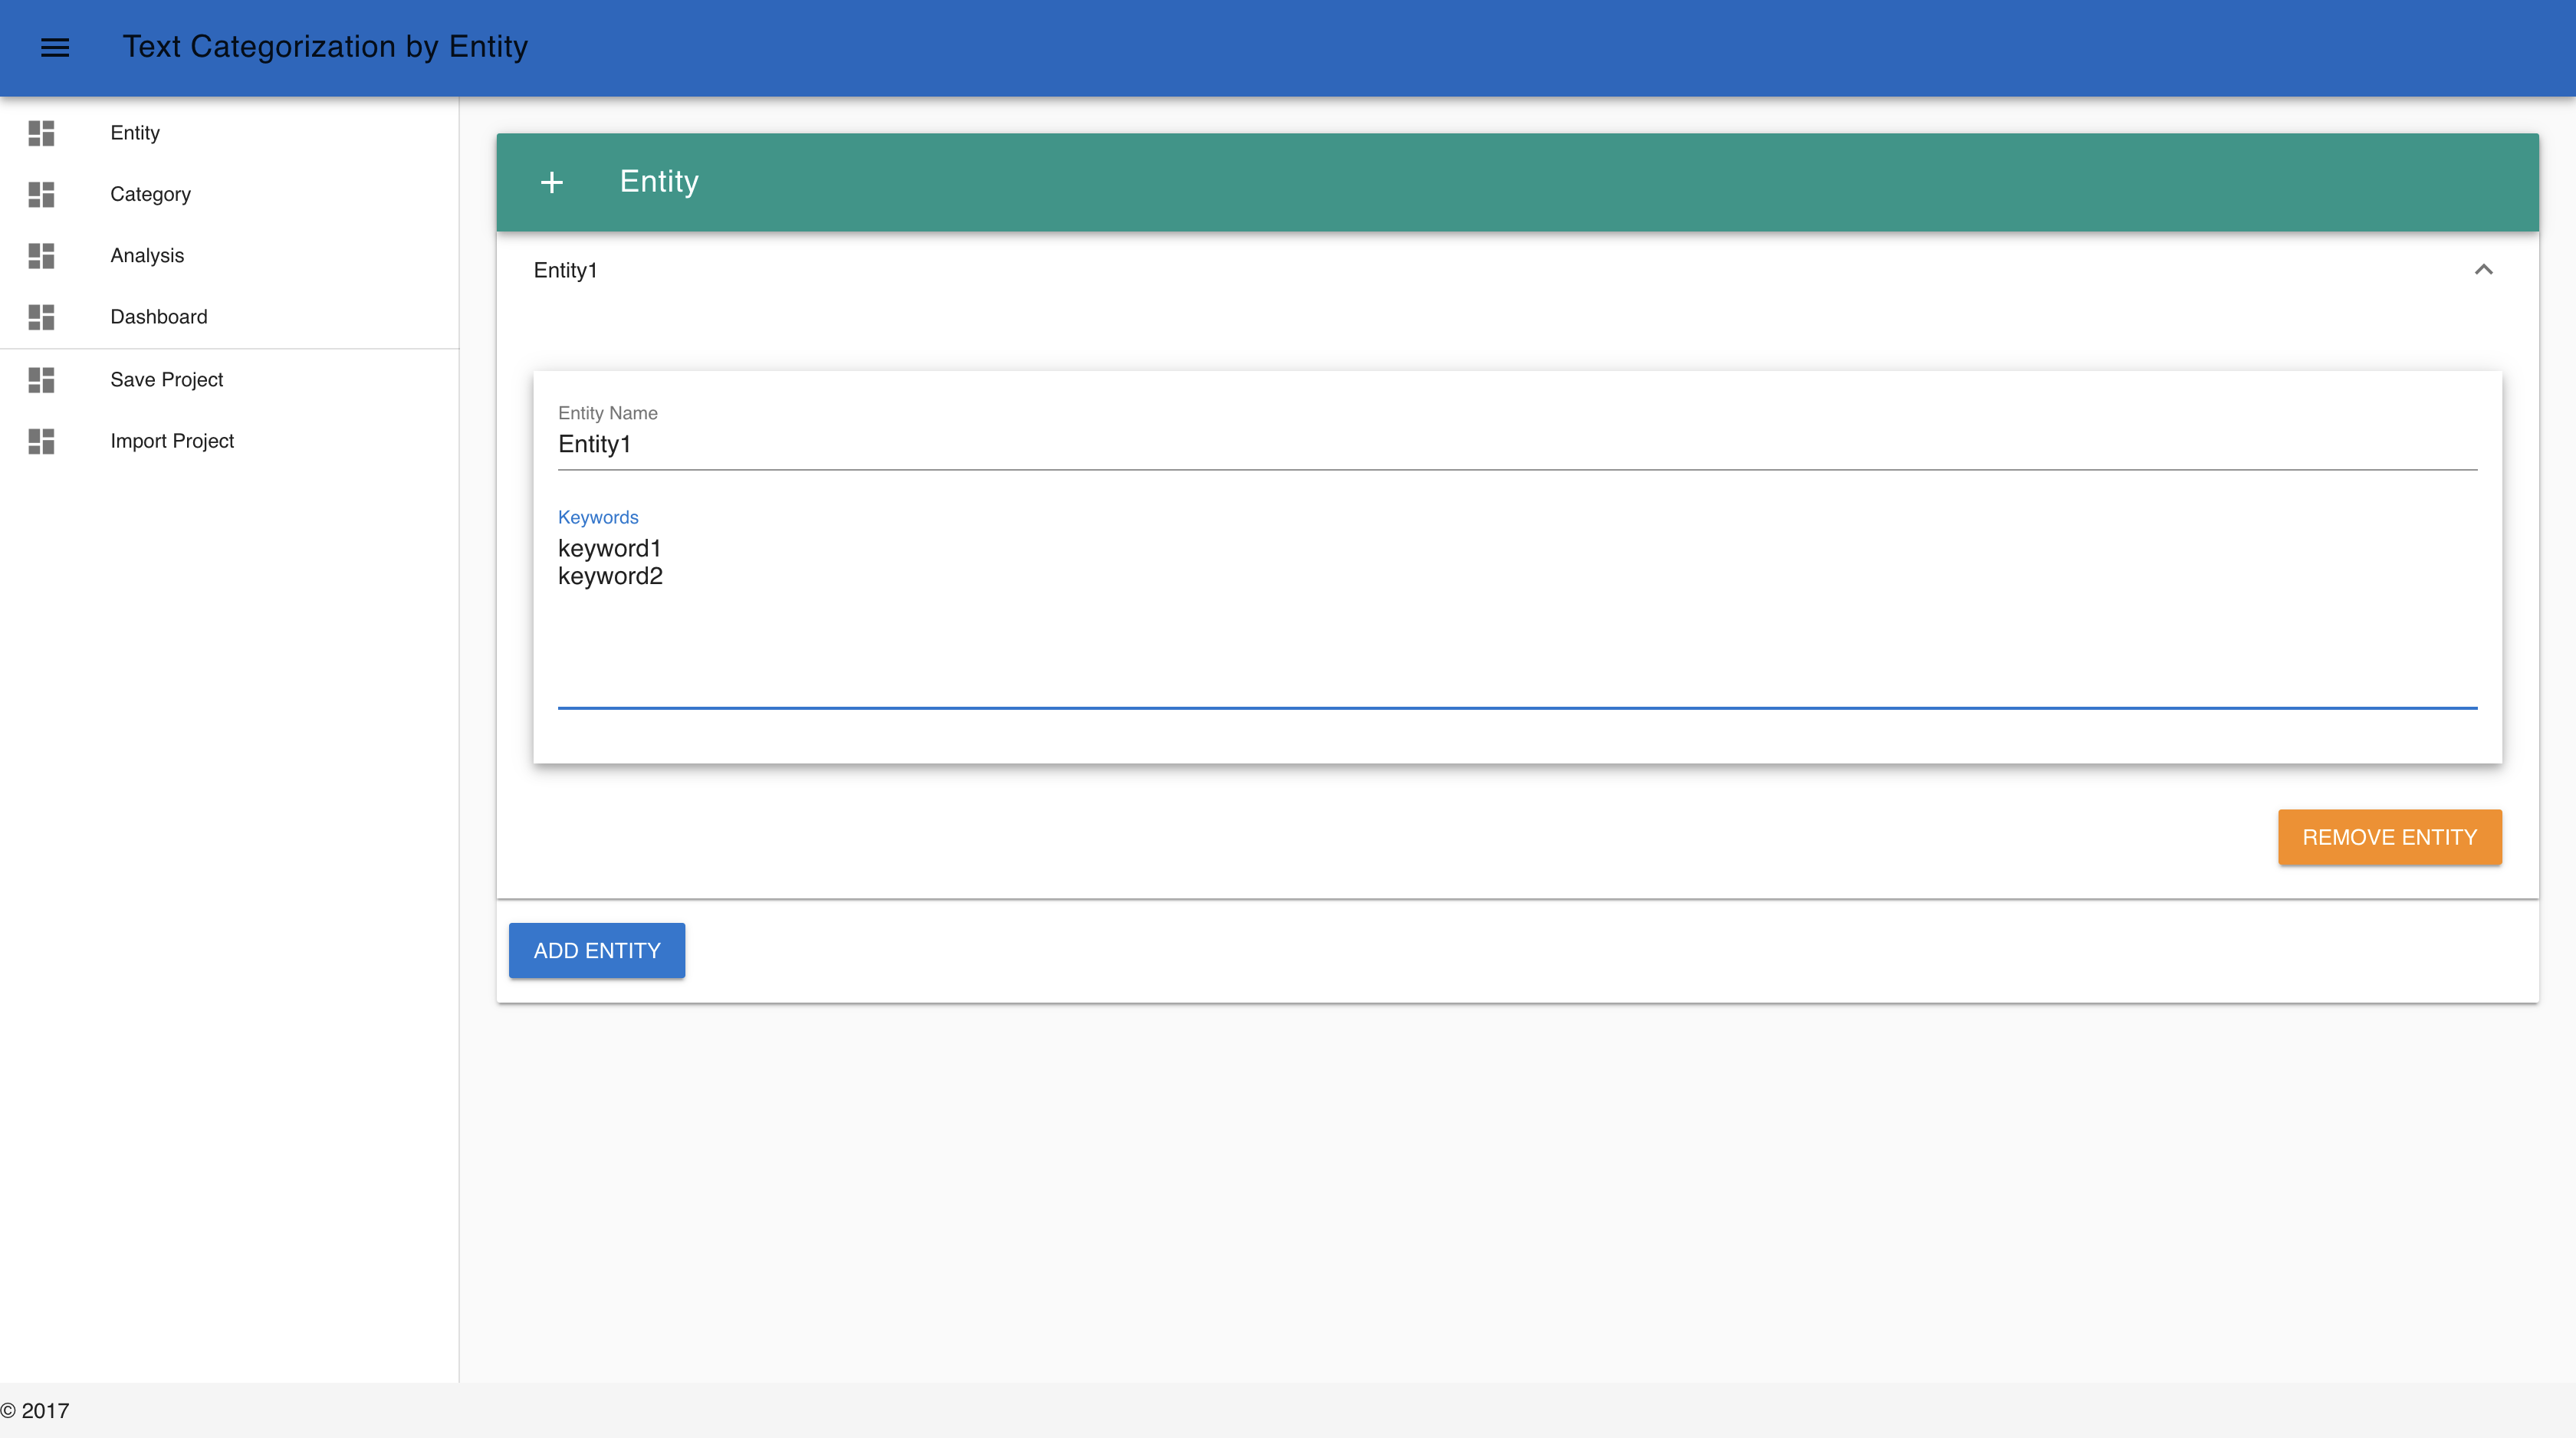 Text Categorization by Entity
Entity
Category
Analysis
Dashboard
Save Project
Import Project
Entity
Entity1
Entity Name
Entity1
Keywords
keyword1
keyword2
REMOVE ENTITY
ADD ENTITY
© 2017